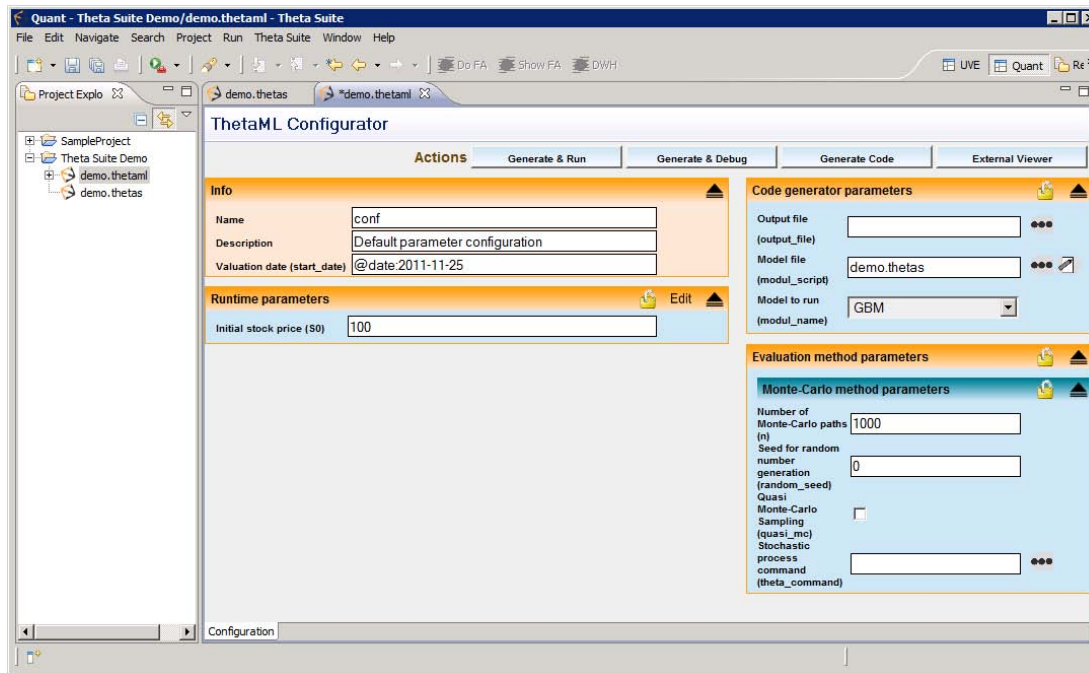 Quant - Theta Suite Demo/demo.thetaml - Theta Suite
File Edit Navigate Search Project Run Theta Suite Window Help
Do FA Show FA DWH
UVE Quant Re
Project Explo
SampleProject
Theta Suite Demo
demo.thetaml
demo.thetas
demo.thetas *demo.thetaml
ThetaML Configurator
Actions Generate & Run Generate & Debug Generate Code External Viewer
Info
Name conf
Description Default parameter configuration
Valuation date (start_date) @date:2011-11-25
Runtime parameters Edit
Initial stock price (S0) 100
Code generator parameters
Output file
(output_file)
Model file
(modul_script)
demo.thetas
Model to run
(modul_name)
GBM
Evaluation method parameters
Monte-Carlo method parameters
Number of
Monte-Carlo paths 1000
(n)
Seed for random
number
generation 0
(random_seed)
Quasi
Monte-Carlo
Sampling
(quasi_mc)
Stochastic
process
command
(theta_command)
Configuration